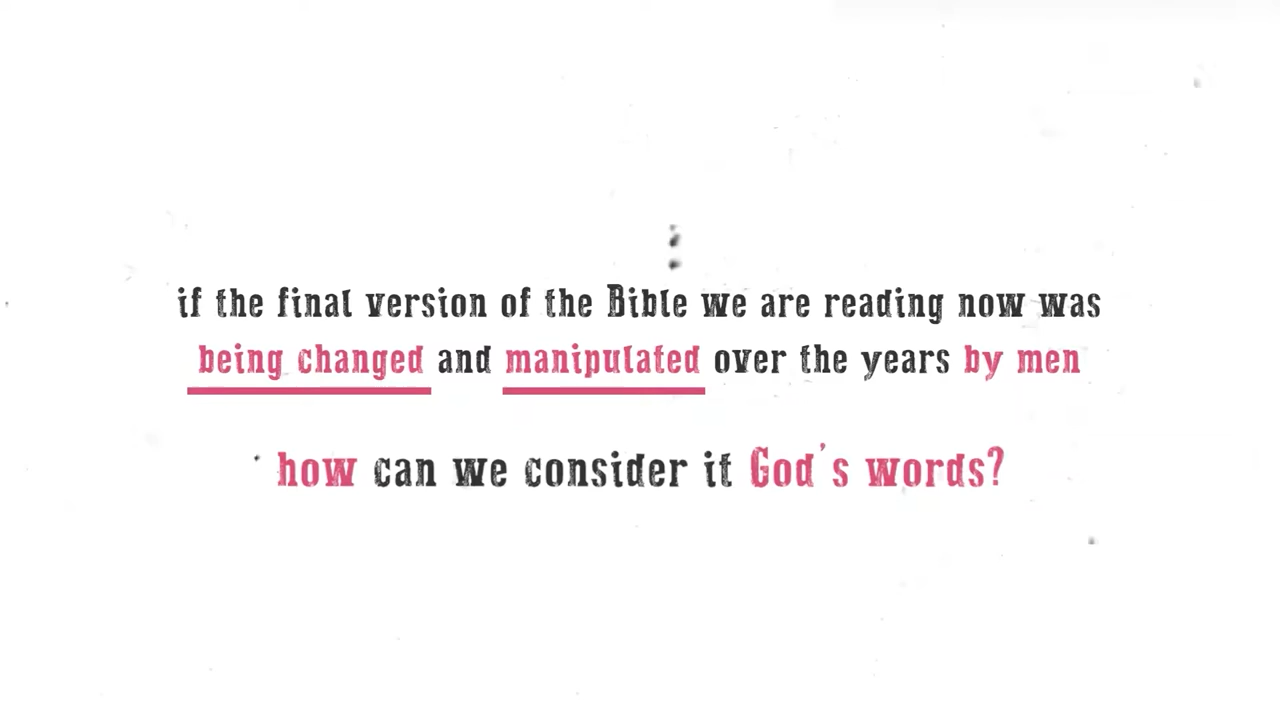 if the final version of the Bible we are reading now was
being changed and manipulated over the years by men
how can we consider it God's words?